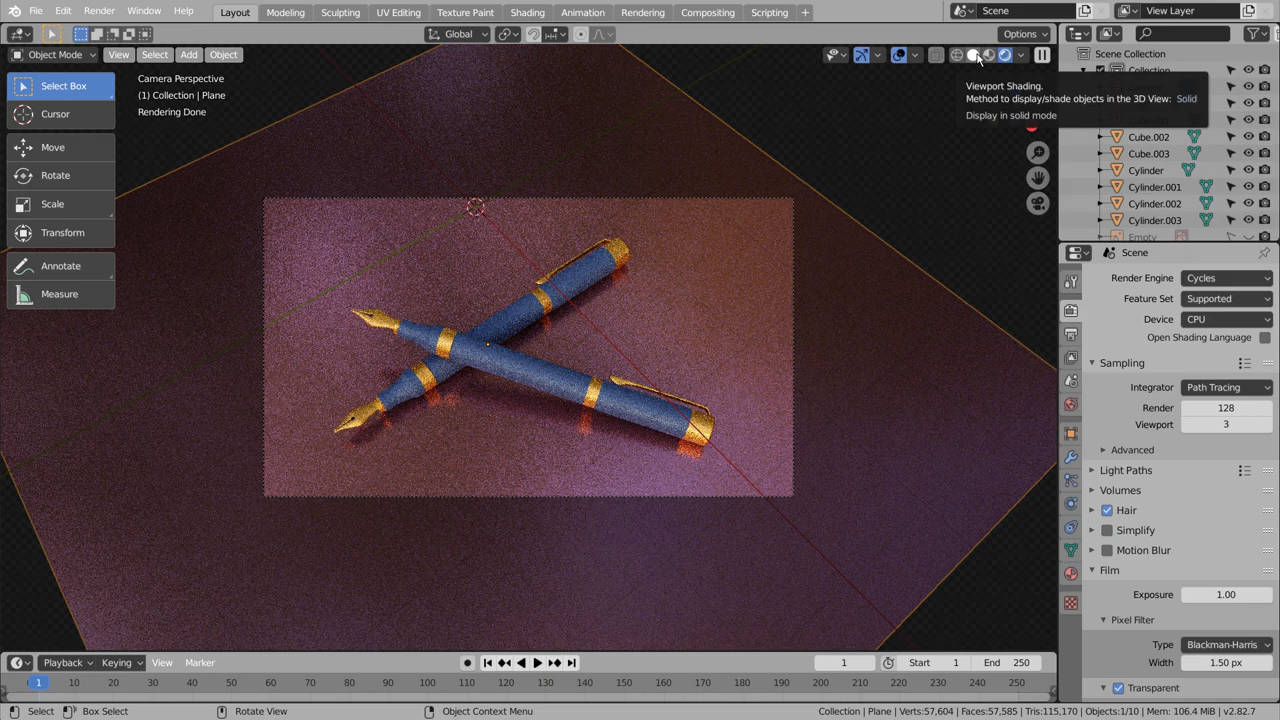 File Edit Render Window Help Layout Modeling Sculpting UV Editing Texture Paint Shading Animation Rendering Compositing Scripting + Scene View Layer
Global Options
Object Mode View Select Add Object
Scene Collection
Collection
Select Box
Cursor
Move
Rotate
Scale
Transform
Annotate
Measure
Camera Perspective
(1) Collection | Plane
Rendering Done
Viewport Shading.
Method to display/shade objects in the 3D View: Solid
Display in solid mode
Cube.002
Cube.003
Cylinder
Cylinder.001
Cylinder.002
Cylinder.003
Empty
Scene
Render Engine Cycles
Feature Set Supported
Device CPU
Open Shading Language
Sampling
Integrator Path Tracing
Render 128
Viewport 3
Advanced
Light Paths
Volumes
Hair
Simplify
Motion Blur
Film
Exposure 1.00
Pixel Filter
Type Blackman-Harris
Width 1.50 px
Transparent
Playback Keying View Marker 1 Start 1 End 250
1 10 20 30 40 50 60 70 80 90 100 110 120 130 140 150 160 170 180 190 200 210 220 230 240 250
Select Box Select Rotate View Object Context Menu Collection | Plane | Verts:57,604 | Faces:57,585 | Tris:115,170 | Objects:1/10 | Mem: 106.4 MiB | v2.82.7